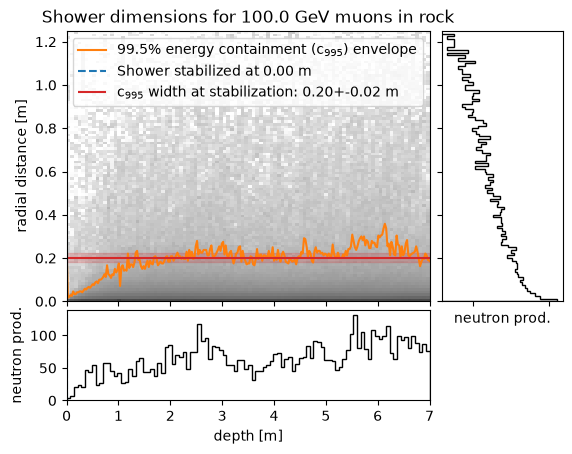 Shower dimensions for 100.0 GeV muons in rock
99.5% energy containment (c₉₉₅) envelope
Shower stabilized at 0.00 m
c₉₉₅ width at stabilization: 0.20+-0.02 m
radial distance [m]
1.2
1.0
0.8
0.6
0.4
0.2
0.0
neutron prod.
neutron prod.
100
50
0
0 1 2 3 4 5 6 7
depth [m]